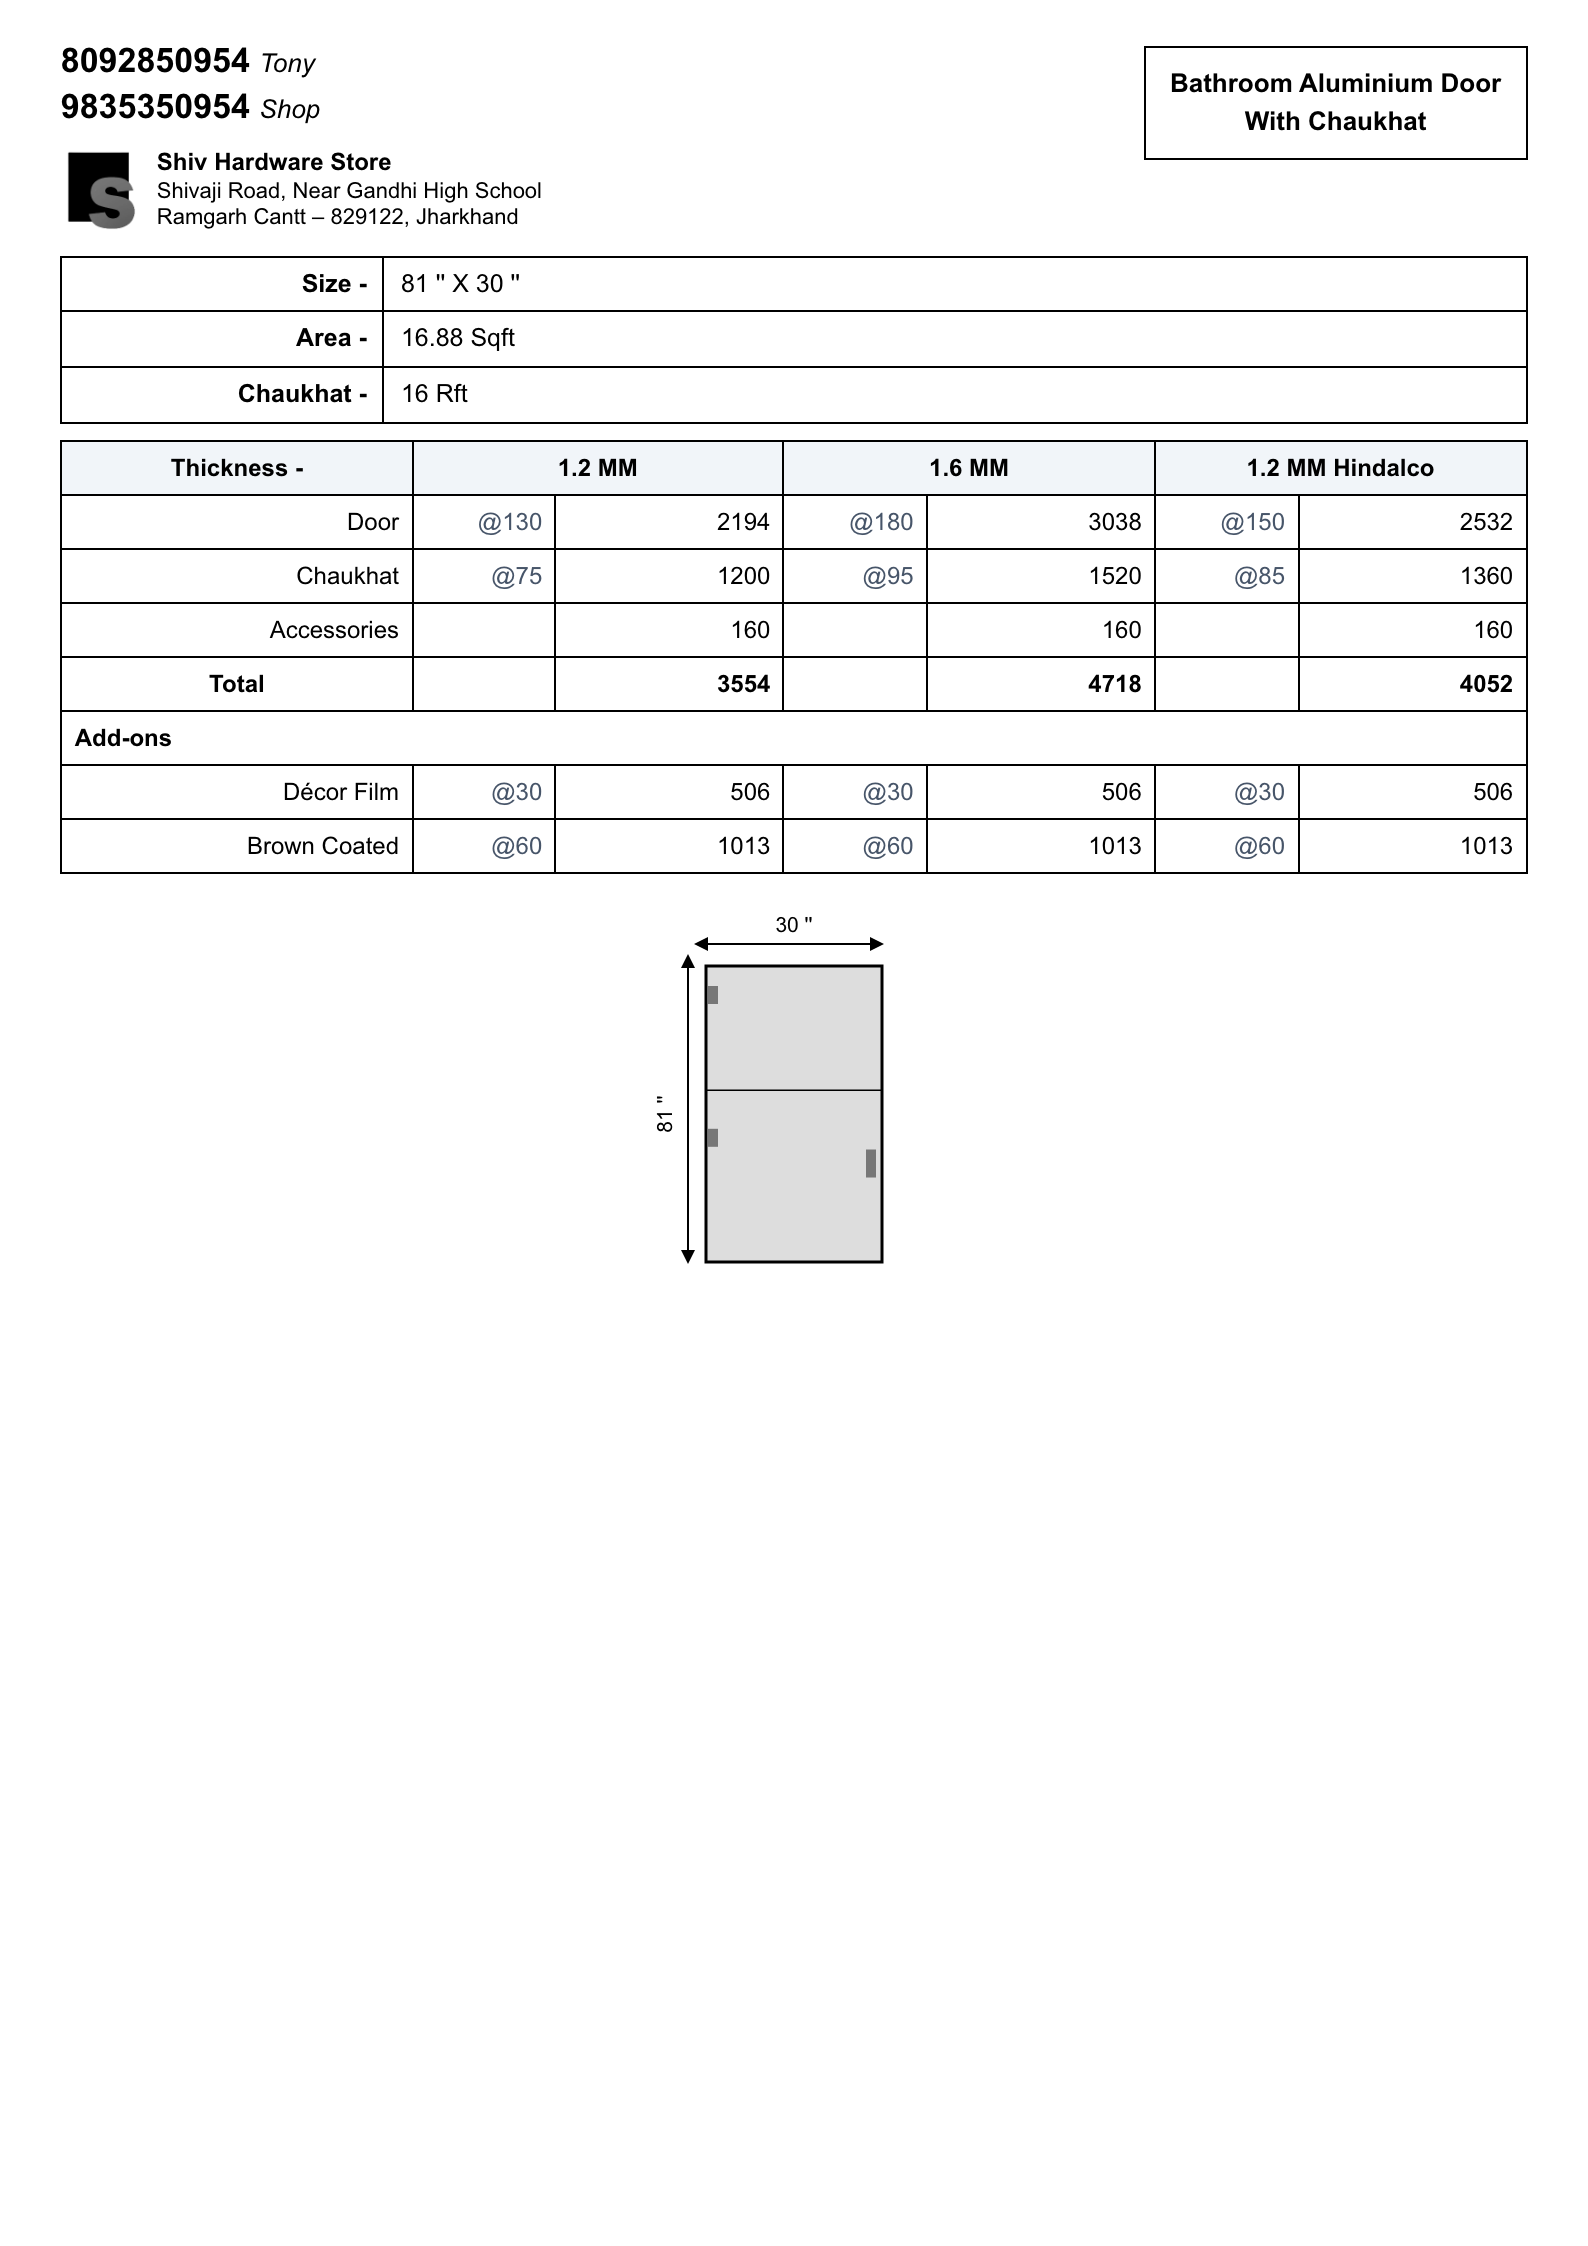 8092850954 Tony
9835350954 Shop
Bathroom Aluminium Door
With Chaukhat
S
Shiv Hardware Store
Shivaji Road, Near Gandhi High School
Ramgarh Cantt – 829122, Jharkhand
Size - 81 " X 30 "
Area - 16.88 Sqft
Chaukhat - 16 Rft
Thickness - 1.2 MM 1.6 MM 1.2 MM Hindalco
Door @130 2194 @180 3038 @150 2532
Chaukhat @75 1200 @95 1520 @85 1360
Accessories 160 160 160
Total 3554 4718 4052
Add-ons
Décor Film @30 506 @30 506 @30 506
Brown Coated @60 1013 @60 1013 @60 1013
30 "
81 "